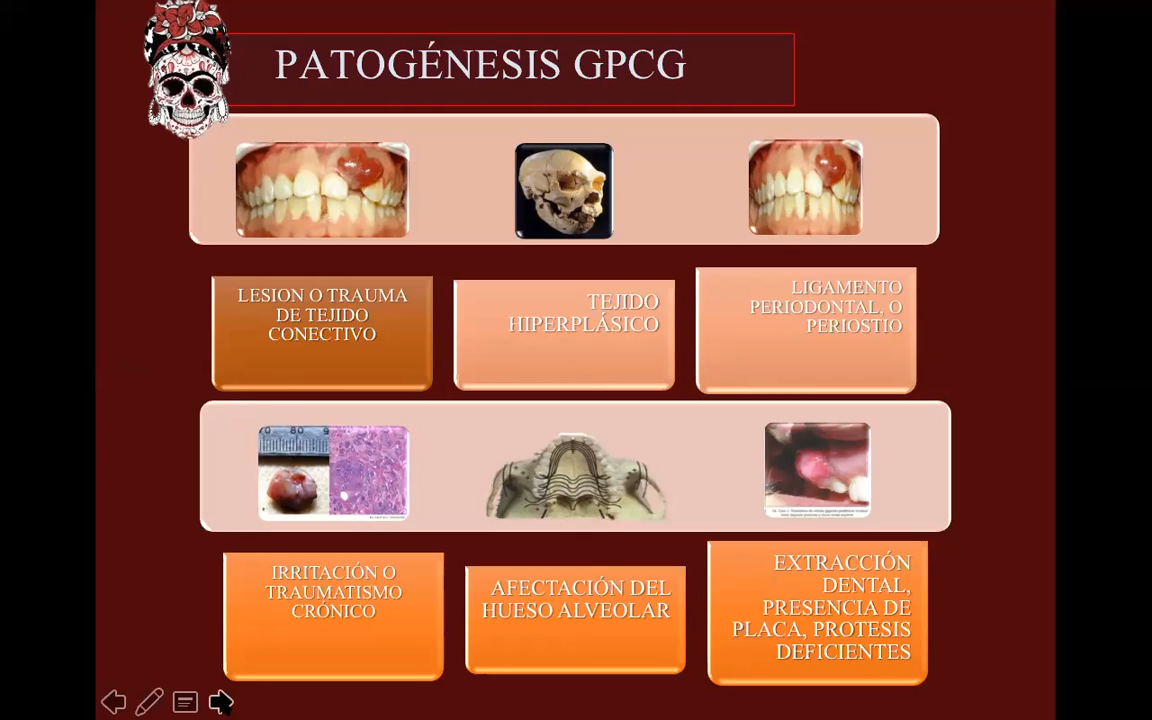 PATOGÉNESIS GPCG
LESION O TRAUMA
DE TEJIDO
CONECTIVO
TEJIDO
HIPERPLÁSICO
LIGAMENTO
PERIODONTAL, O
PERIOSTIO
80
IRRITACIÓN O
TRAUMATISMO
CRÓNICO
AFECTACIÓN DEL
HUESO ALVEOLAR
EXTRACCIÓN
DENTAL,
PRESENCIA DE
PLACA, PROTESIS
DEFICIENTES